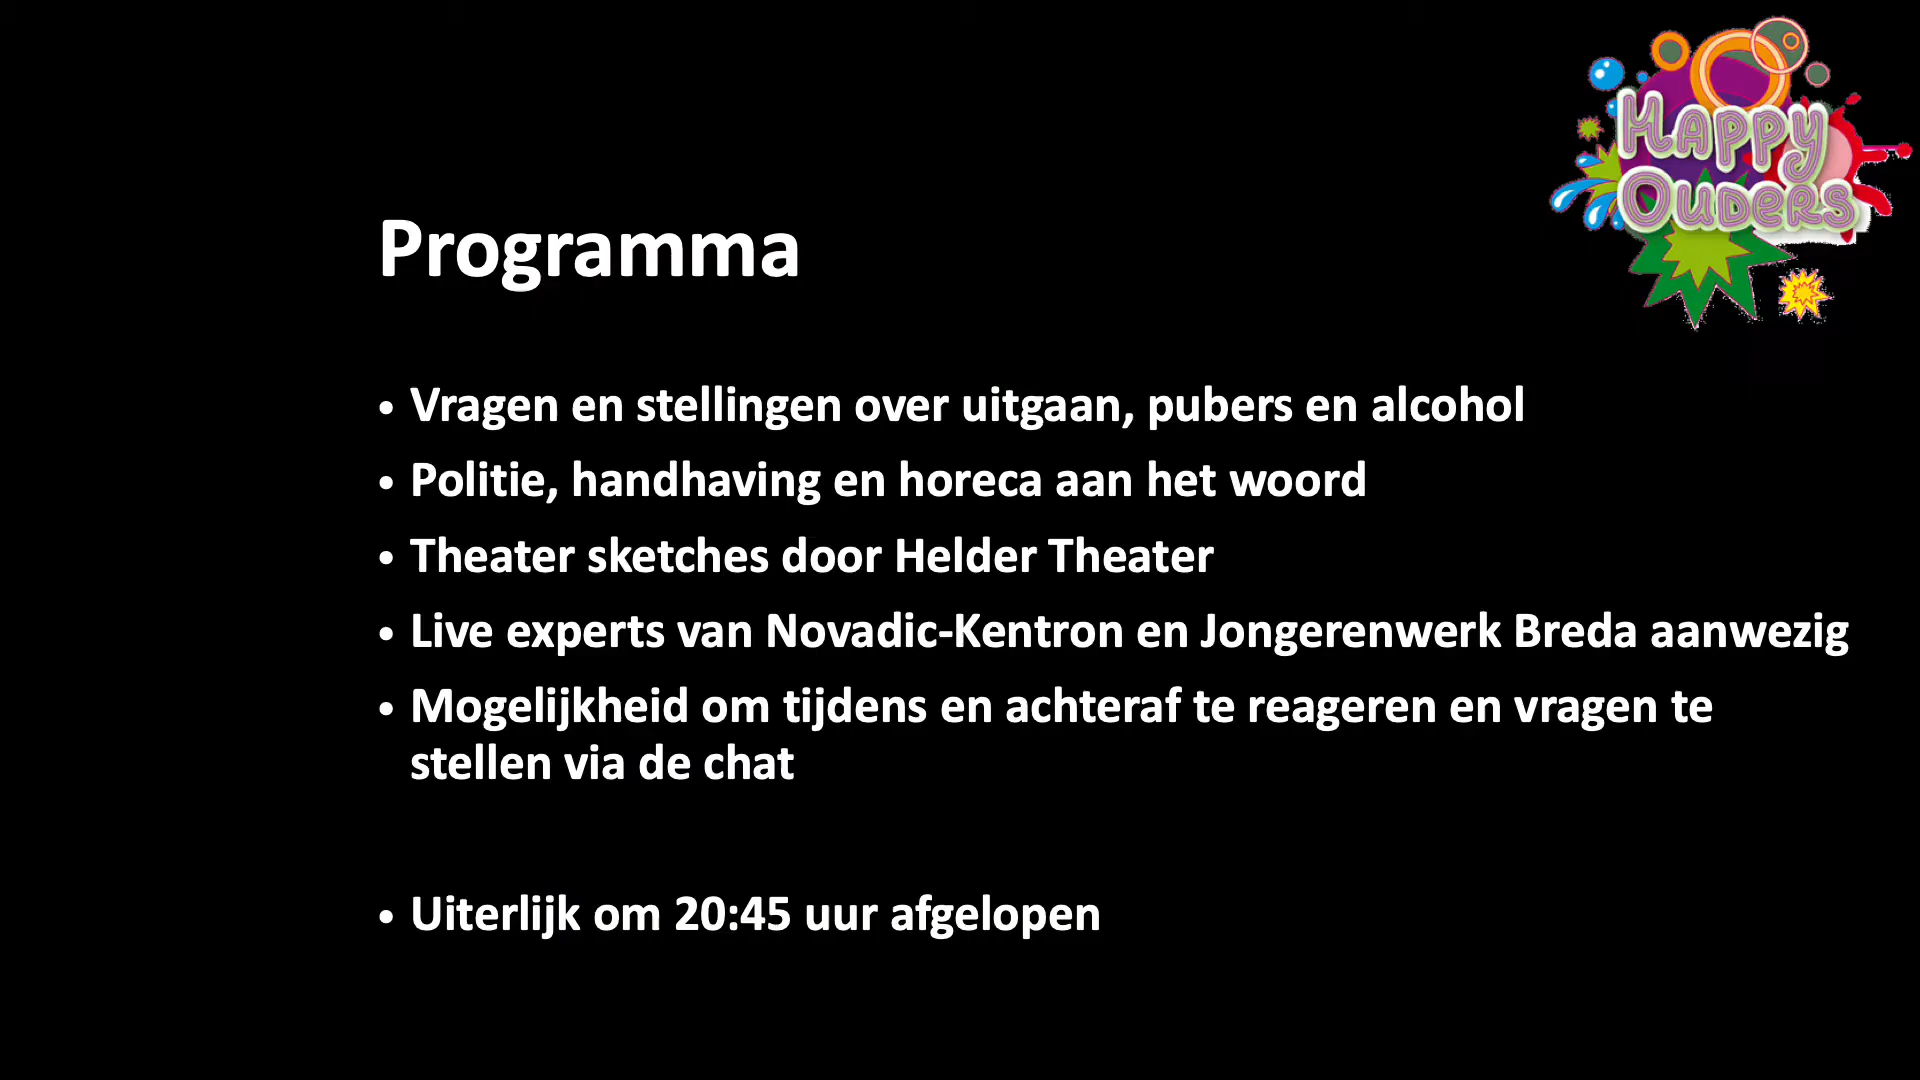 Happy
Ouders
Programma
• Vragen en stellingen over uitgaan, pubers en alcohol
• Politie, handhaving en horeca aan het woord
• Theater sketches door Helder Theater
• Live experts van Novadic-Kentron en Jongerenwerk Breda aanwezig
• Mogelijkheid om tijdens en achteraf te reageren en vragen te
stellen via de chat
• Uiterlijk om 20:45 uur afgelopen